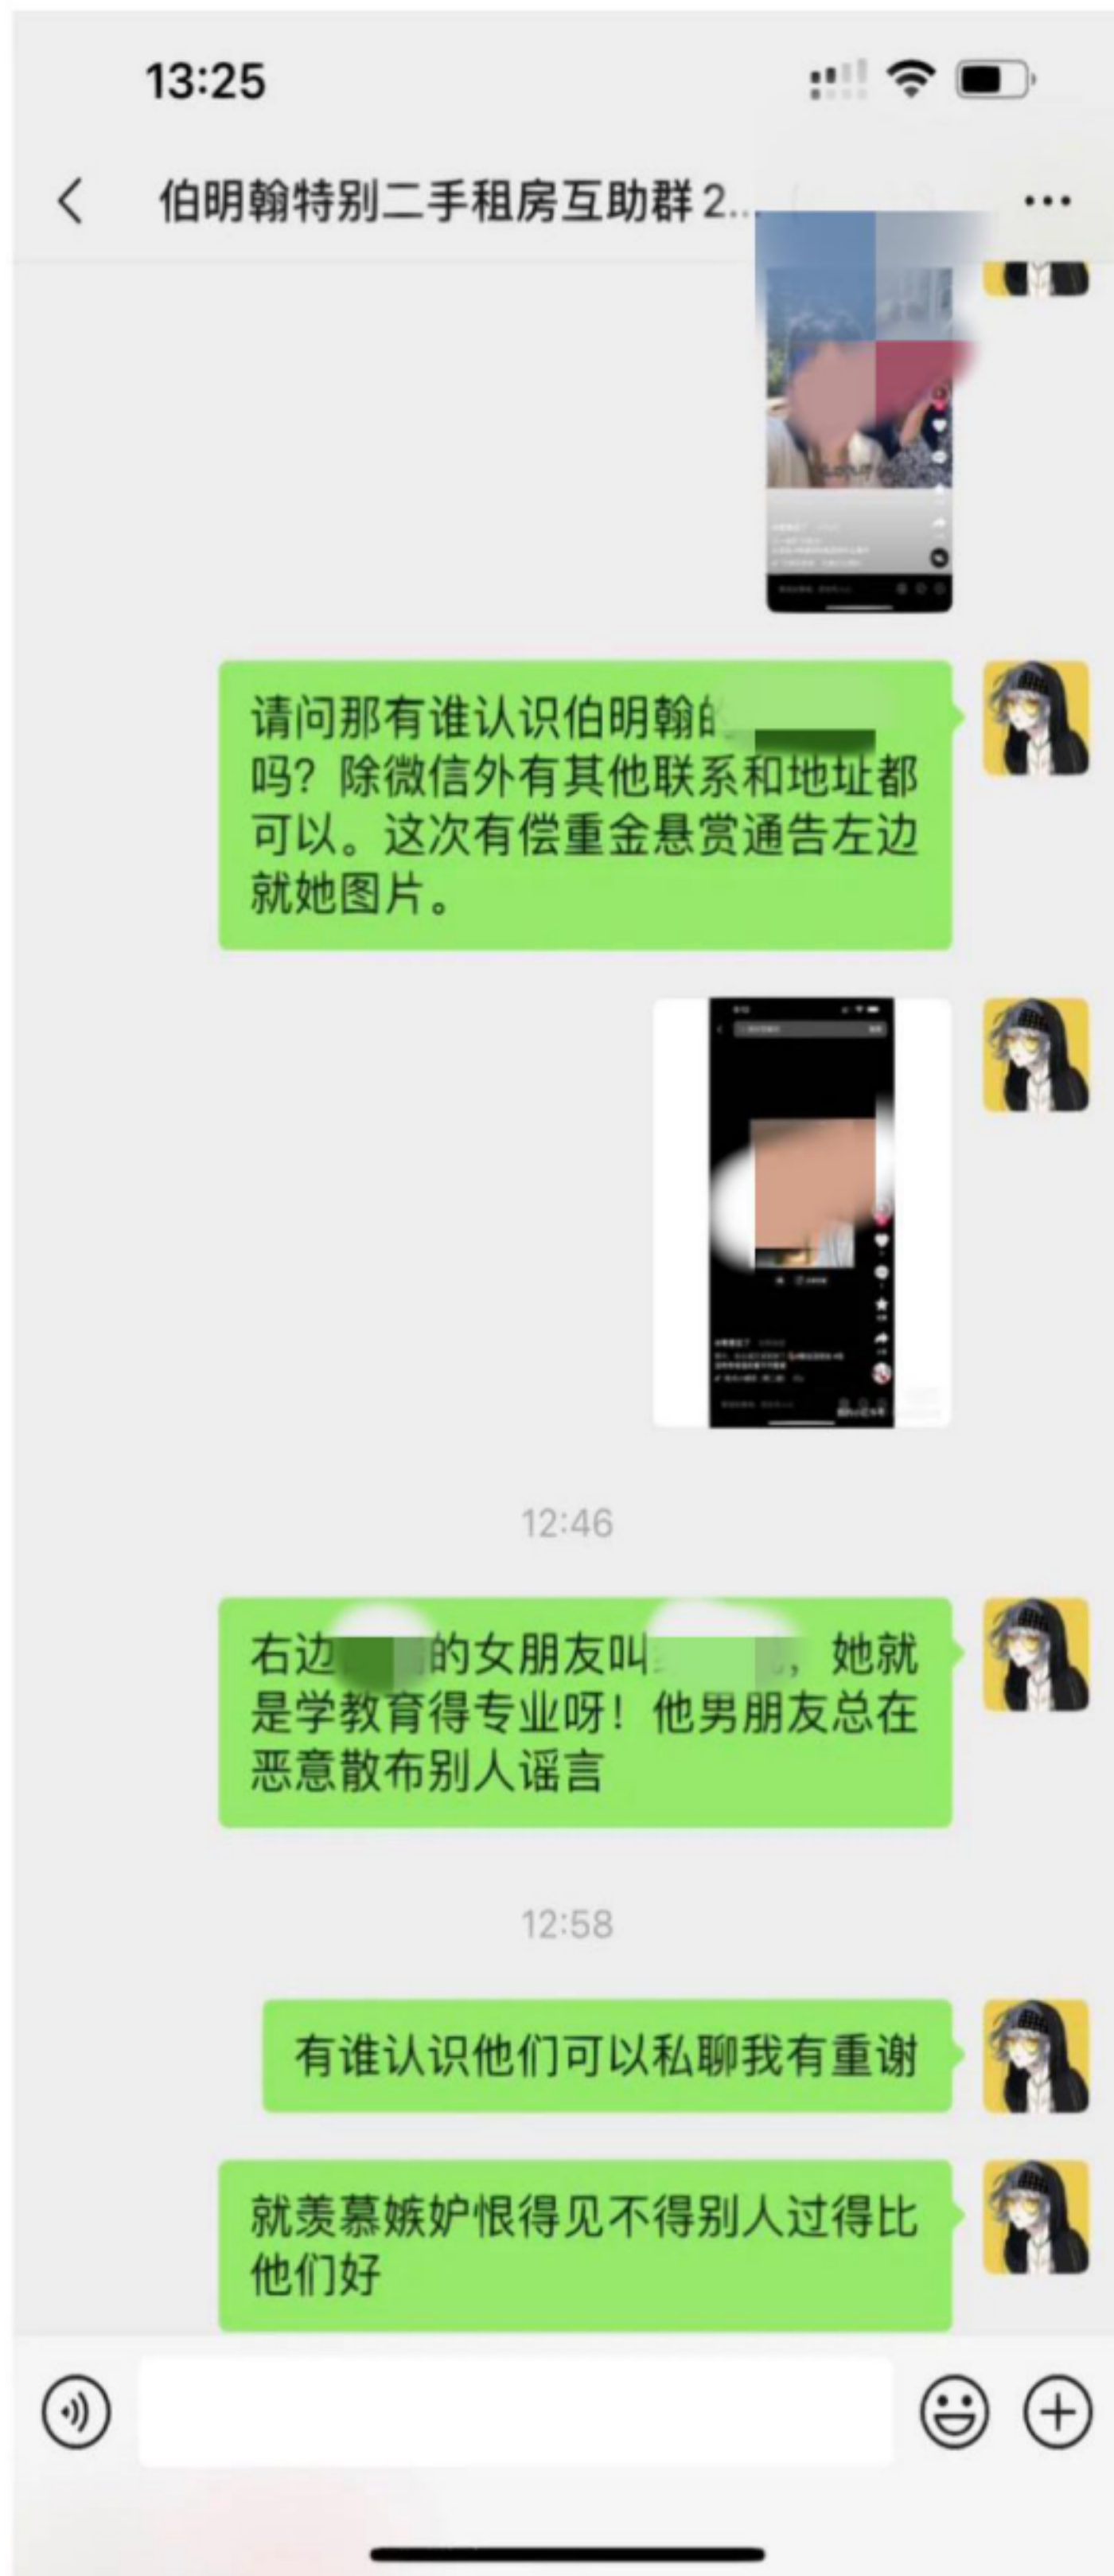 13:25
伯明翰特别二手租房互助群2...
请问那有谁认识伯明翰的
吗？除微信外有其他联系和地址都
可以。这次有偿重金悬赏通告左边
就她图片。
12:46
右边 的女朋友叫 ，她就
是学教育得专业呀！他男朋友总在
恶意散布别人谣言
12:58
有谁认识他们可以私聊我有重谢
就羡慕嫉妒恨得见不得别人过得比
他们好